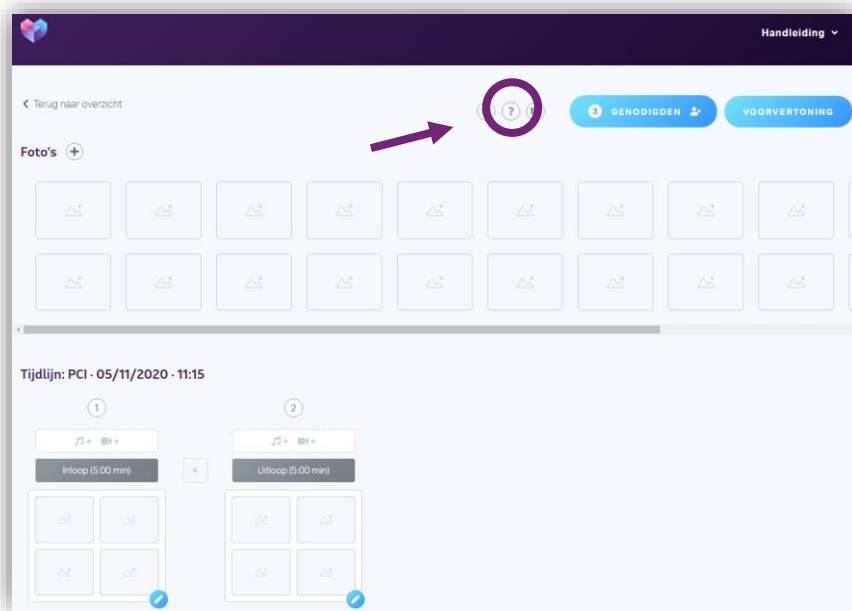 Handleiding
Terug naar overzicht
?
3 GENODIGDEN
VOORVERTONING
Foto's +
Tijdlijn: PCI · 05/11/2020 · 11:15
1
2
Inloop (5:00 min)
+
Uitloop (5:00 min)